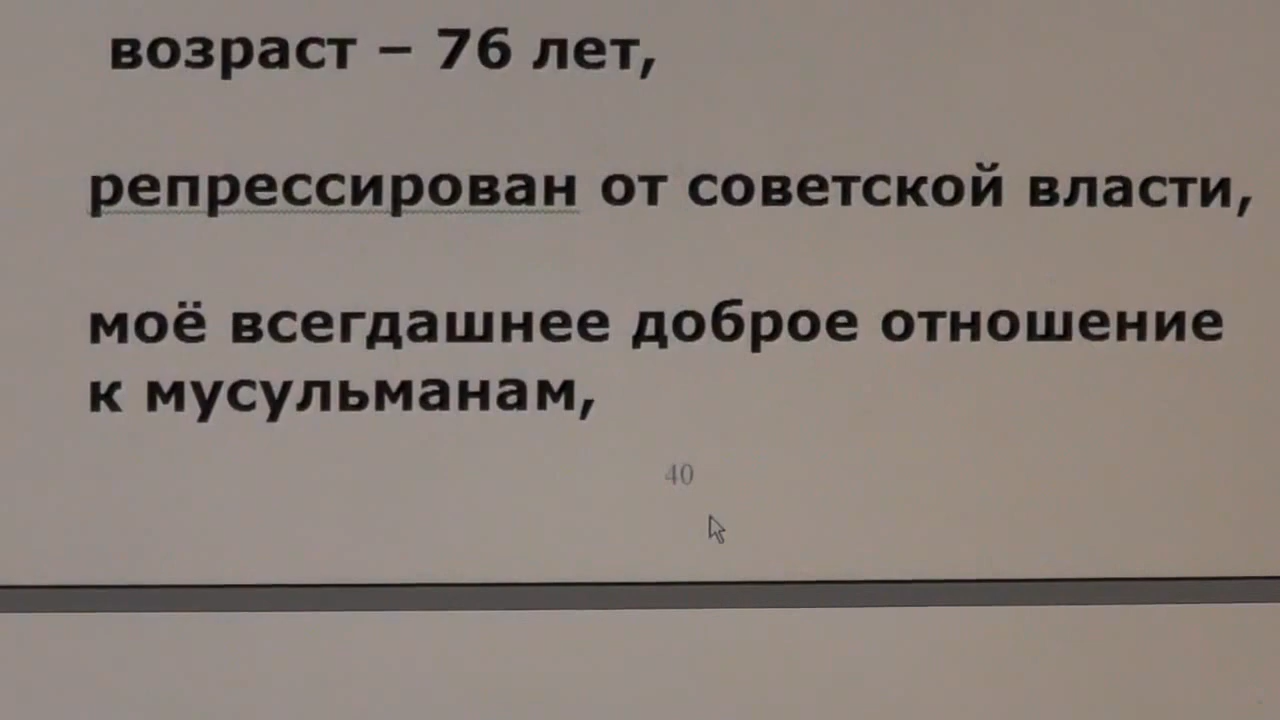 возраст – 76 лет,
репрессирован от советской власти,
моё всегдашнее доброе отношение
к мусульманам,
40